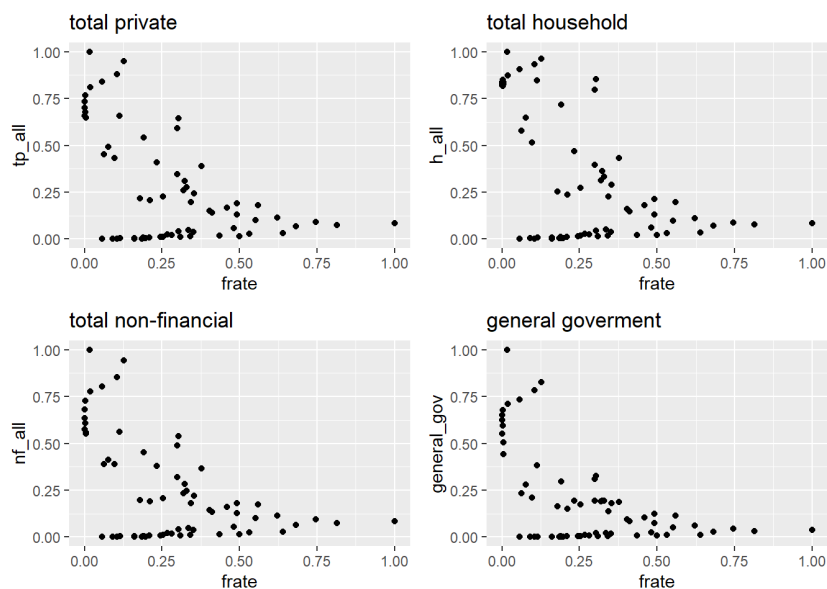 total private
1.00
0.75
0.50
0.25
0.00
tp_all
0.00 0.25 0.50 0.75 1.00
frate
total household
1.00
0.75
0.50
0.25
0.00
h_all
0.00 0.25 0.50 0.75 1.00
frate
total non-financial
1.00
0.75
0.50
0.25
0.00
nf_all
0.00 0.25 0.50 0.75 1.00
frate
general goverment
1.00
0.75
0.50
0.25
0.00
general_gov
0.00 0.25 0.50 0.75 1.00
frate